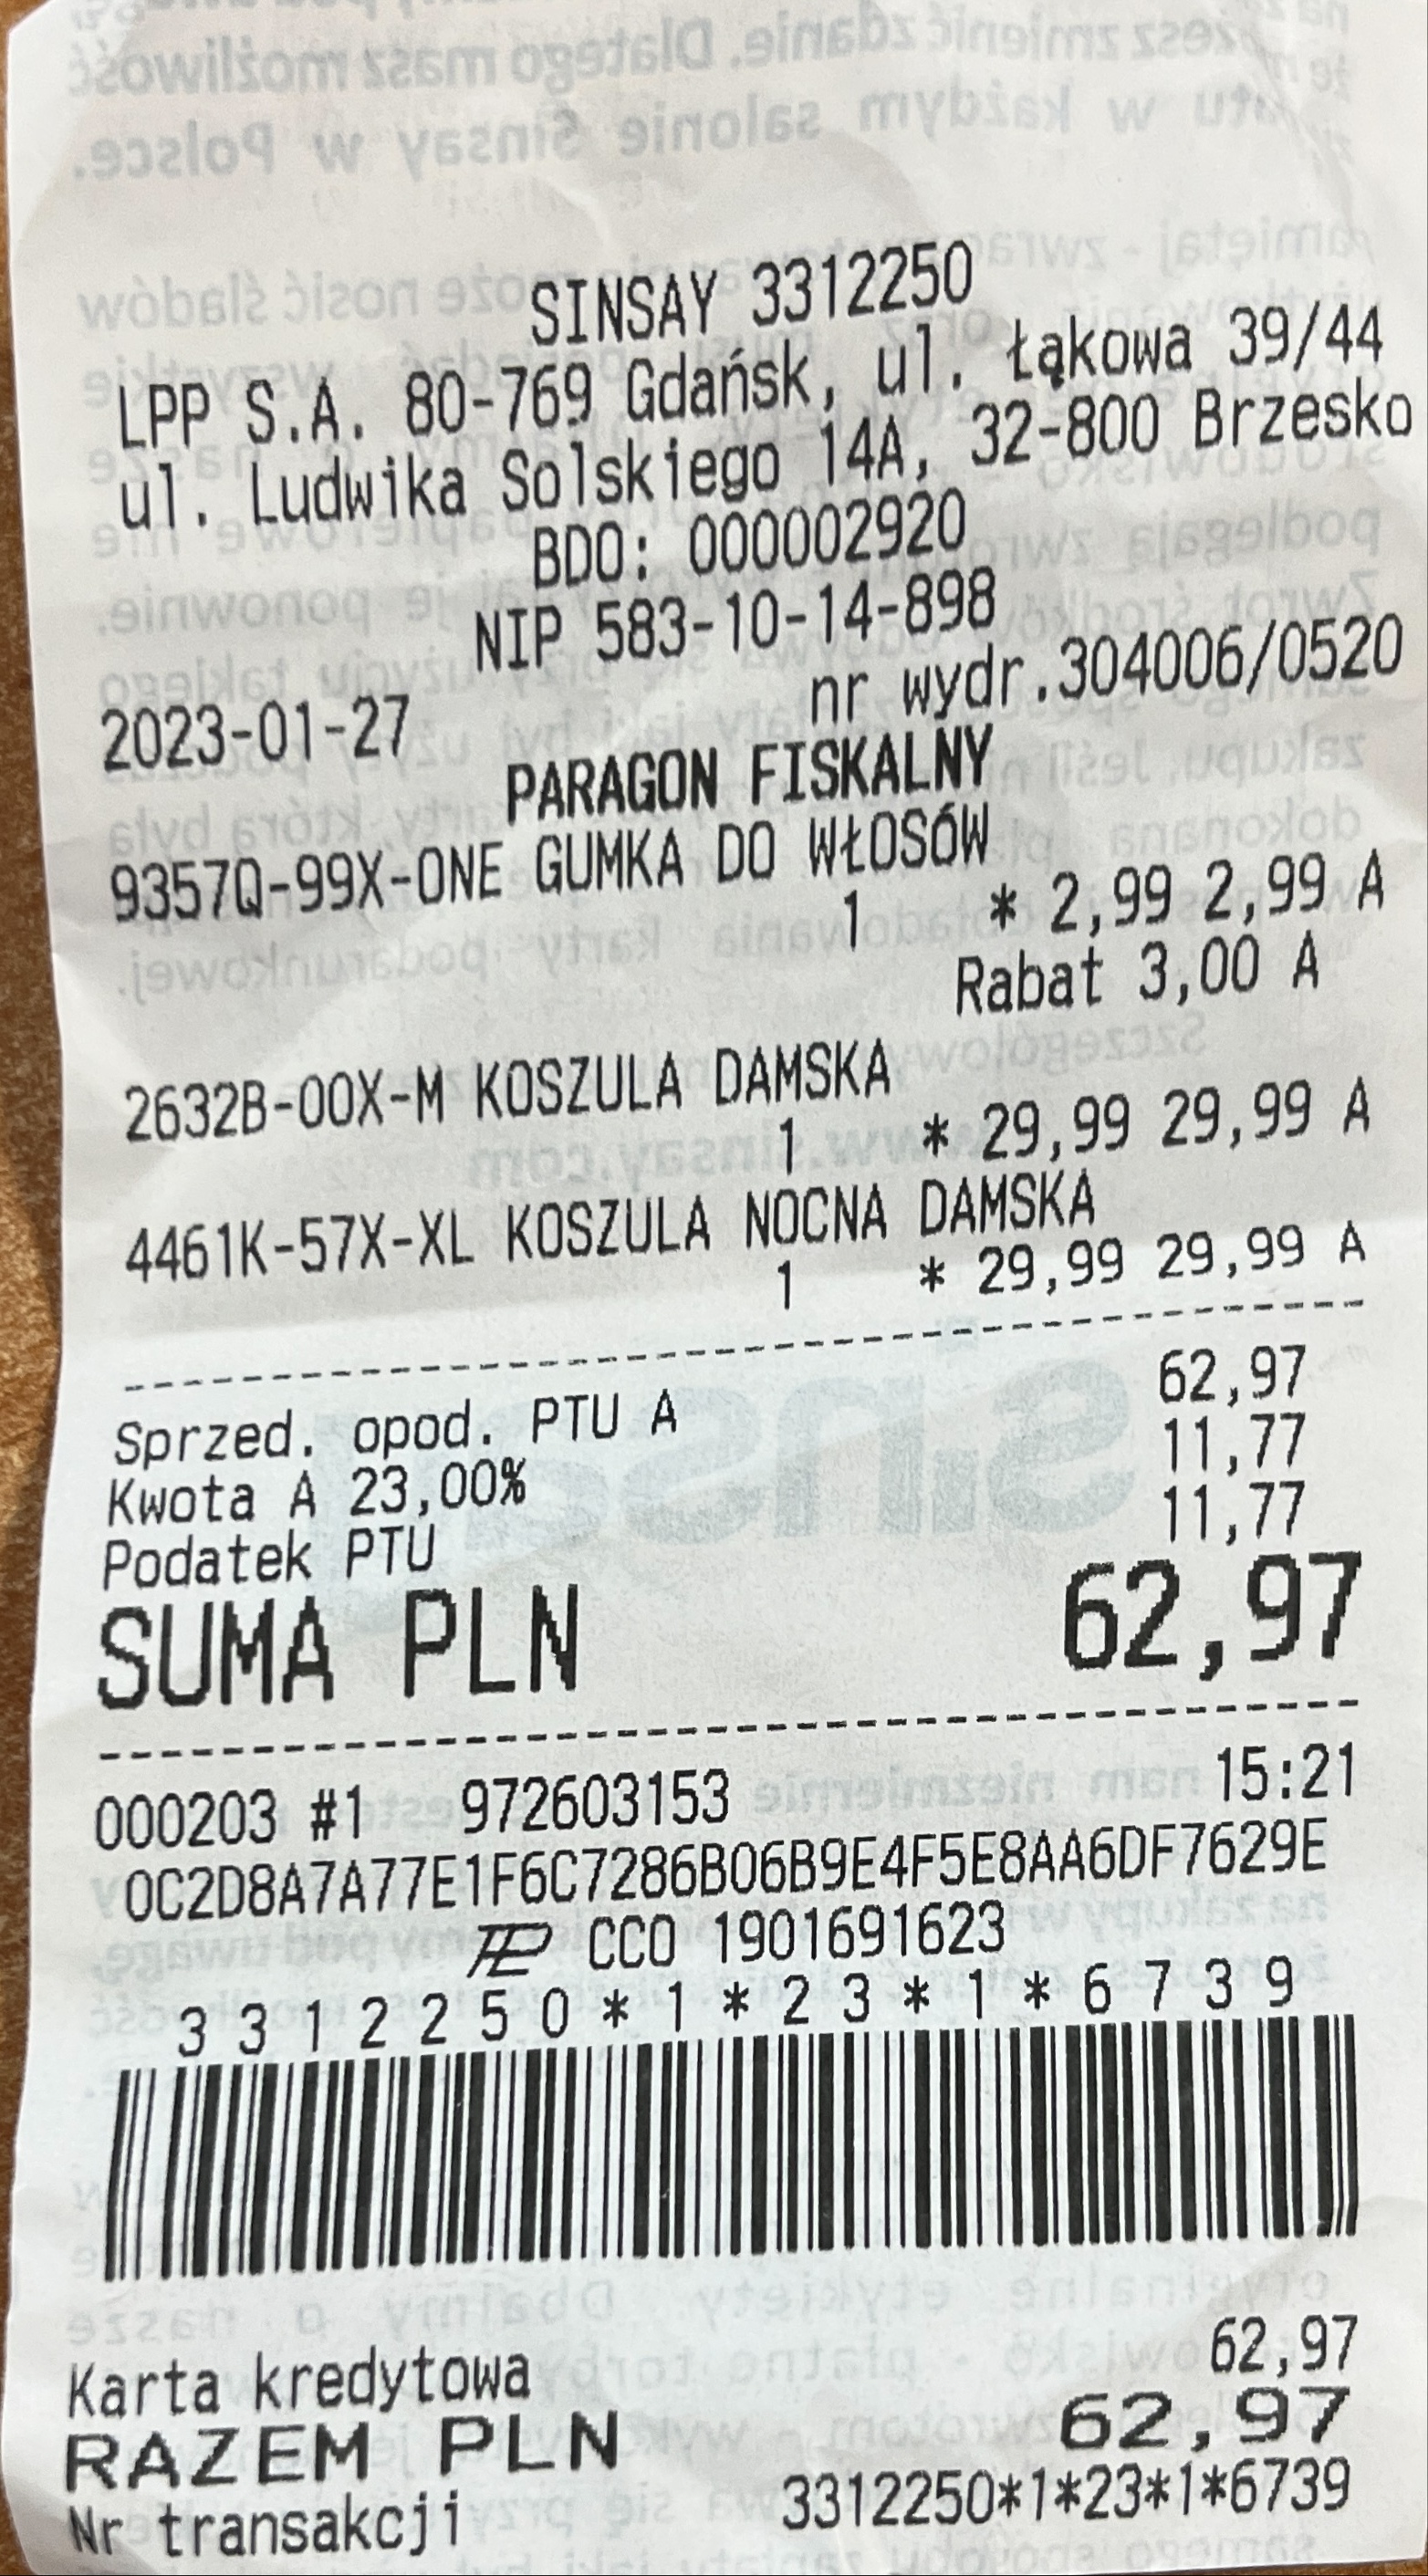 SINSAY 3312250
LPP S.A. 80-769 Gdańsk, ul. Łąkowa 39/44
ul. Ludwika Solskiego 14A, 32-800 Brzesko
BDO: 000002920
NIP 583-10-14-898
2023-01-27 nr wydr.304006/0520
PARAGON FISKALNY
9357Q-99X-ONE GUMKA DO WŁOSÓW
1 * 2,99 2,99 A
Rabat 3,00 A
2632B-00X-M KOSZULA DAMSKA
1 * 29,99 29,99 A
4461K-57X-XL KOSZULA NOCNA DAMSKA
1 * 29,99 29,99 A
Sprzed. opod. PTU A 62,97
Kwota A 23,00% 11,77
Podatek PTU 11,77
SUMA PLN 62,97
000203 #1 972603153 15:21
0C2D8A7A77E1F6C7286B06B9E4F5E8AA6DF7629E
CCO 1901691623
3312250*1*23*1*6739
Karta kredytowa 62,97
RAZEM PLN 62,97
Nr transakcji 3312250*1*23*1*6739